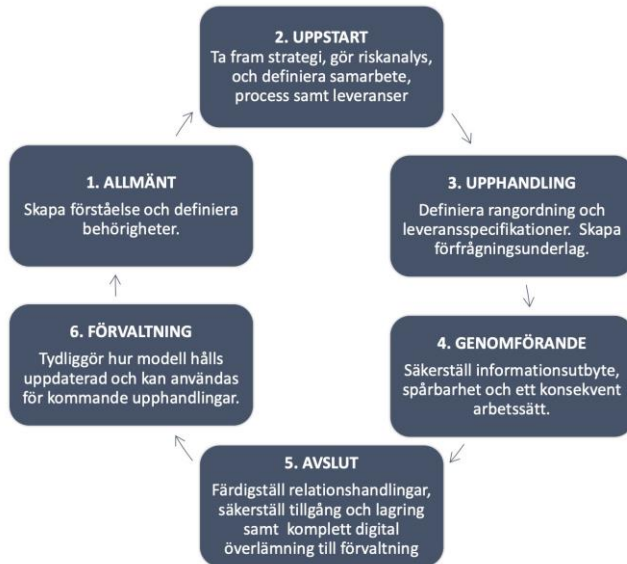 2. UPPSTART
Ta fram strategi, gör riskanalys,
och definiera samarbete,
process samt leveranser
1. ALLMÄNT
Skapa förståelse och definiera
behörigheter.
3. UPPHANDLING
Definiera rangordning och
leveransspecifikationer. Skapa
förfrågningsunderlag.
6. FÖRVALTNING
Tydliggör hur modell hålls
uppdaterad och kan användas
för kommande upphandlingar.
4. GENOMFÖRANDE
Säkerställ informationsutbyte,
spårbarhet och ett konsekvent
arbetssätt.
5. AVSLUT
Färdigställ relationshandlingar,
säkerställ tillgång och lagring
samt komplett digital
överlämning till förvaltning